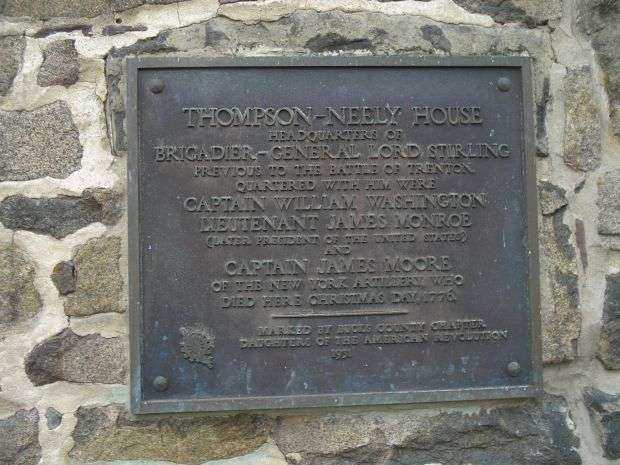 THOMPSON-NEELY HOUSE
HEADQUARTERS OF
BRIGADIER-GENERAL LORD STIRLING
PREVIOUS TO THE BATTLE OF TRENTON.
QUARTERED WITH HIM WERE
CAPTAIN WILLIAM WASHINGTON
LIEUTENANT JAMES MONROE
(LATER PRESIDENT OF THE UNITED STATES)
AND
CAPTAIN JAMES MOORE
OF THE NEW YORK ARTILLERY, WHO
DIED HERE CHRISTMAS DAY, 1776.
MARKED BY BUCKS COUNTY CHAPTER
DAUGHTERS OF THE AMERICAN REVOLUTION
1931